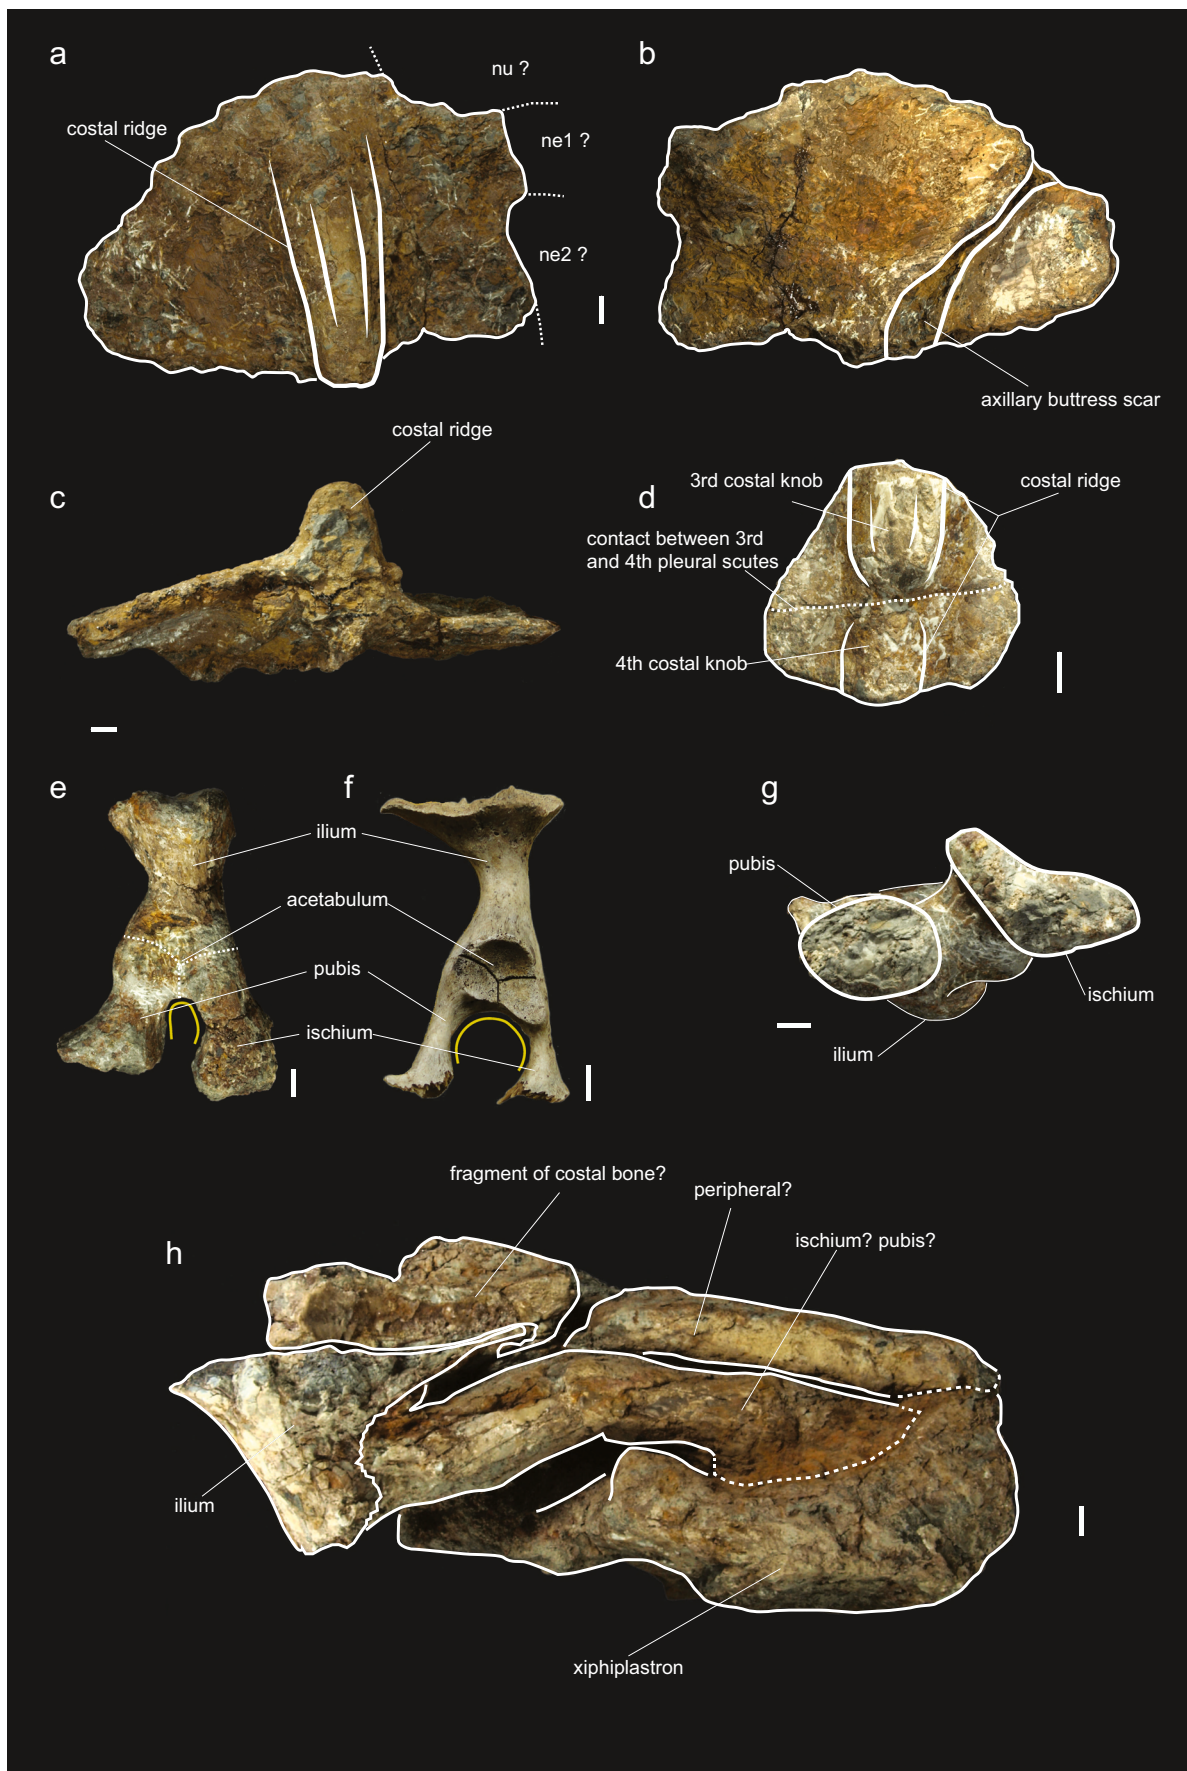 a
nu ?
costal ridge
ne1 ?
ne2 ?
b
axillary buttress scar
costal ridge
c
d
3rd costal knob
costal ridge
contact between 3rd
and 4th pleural scutes
4th costal knob
e
f
ilium
acetabulum
pubis
ischium
g
pubis
ischium
ilium
fragment of costal bone?
peripheral?
ischium? pubis?
h
ilium
xiphiplastron